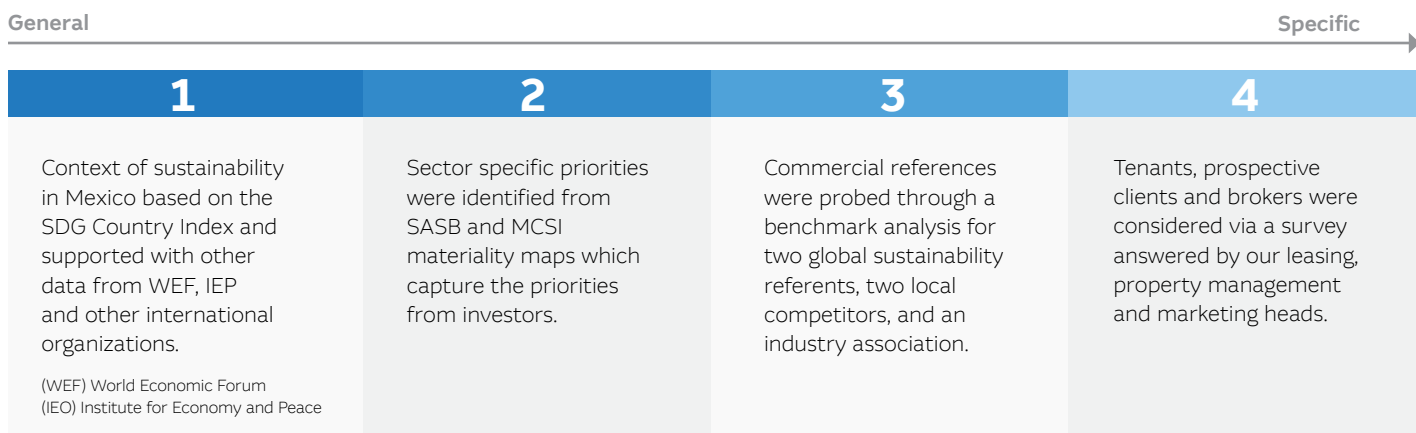 General
Specific
1
2
3
4
Context of sustainability
in Mexico based on the
SDG Country Index and
supported with other
data from WEF, IEP
and other international
organizations.
(WEF) World Economic Forum
(IEO) Institute for Economy and Peace
Sector specific priorities
were identified from
SASB and MCSI
materiality maps which
capture the priorities
from investors.
Commercial references
were probed through a
benchmark analysis for
two global sustainability
referents, two local
competitors, and an
industry association.
Tenants, prospective
clients and brokers were
considered via a survey
answered by our leasing,
property management
and marketing heads.